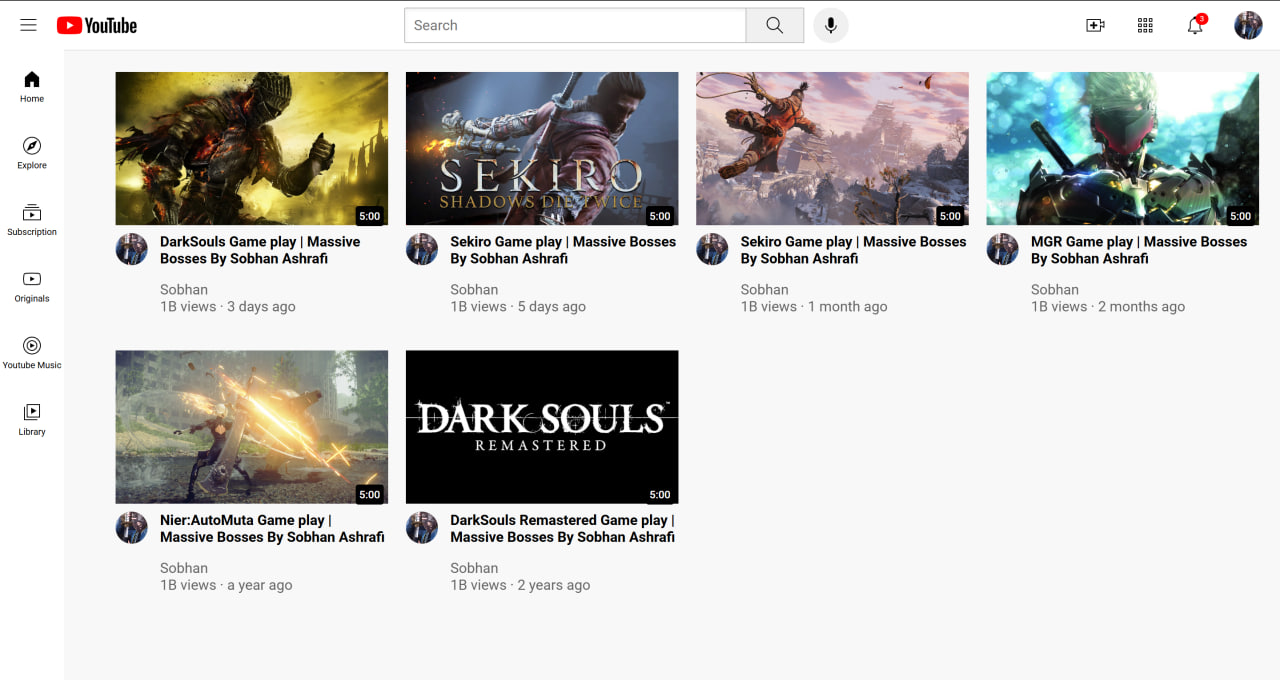 YouTube
Search
3
Home
Explore
Subscription
Originals
Youtube Music
Library
5:00
SEKIRO
SHADOWS DIE TWICE
5:00
5:00
5:00
DarkSouls Game play | Massive
Bosses By Sobhan Ashrafi
Sobhan
1B views · 3 days ago
Sekiro Game play | Massive Bosses
By Sobhan Ashrafi
Sobhan
1B views · 5 days ago
Sekiro Game play | Massive Bosses
By Sobhan Ashrafi
Sobhan
1B views · 1 month ago
MGR Game play | Massive Bosses
By Sobhan Ashrafi
Sobhan
1B views · 2 months ago
5:00
DARK SOULS™
REMASTERED
5:00
Nier:AutoMuta Game play |
Massive Bosses By Sobhan Ashrafi
Sobhan
1B views · a year ago
DarkSouls Remastered Game play |
Massive Bosses By Sobhan Ashrafi
Sobhan
1B views · 2 years ago